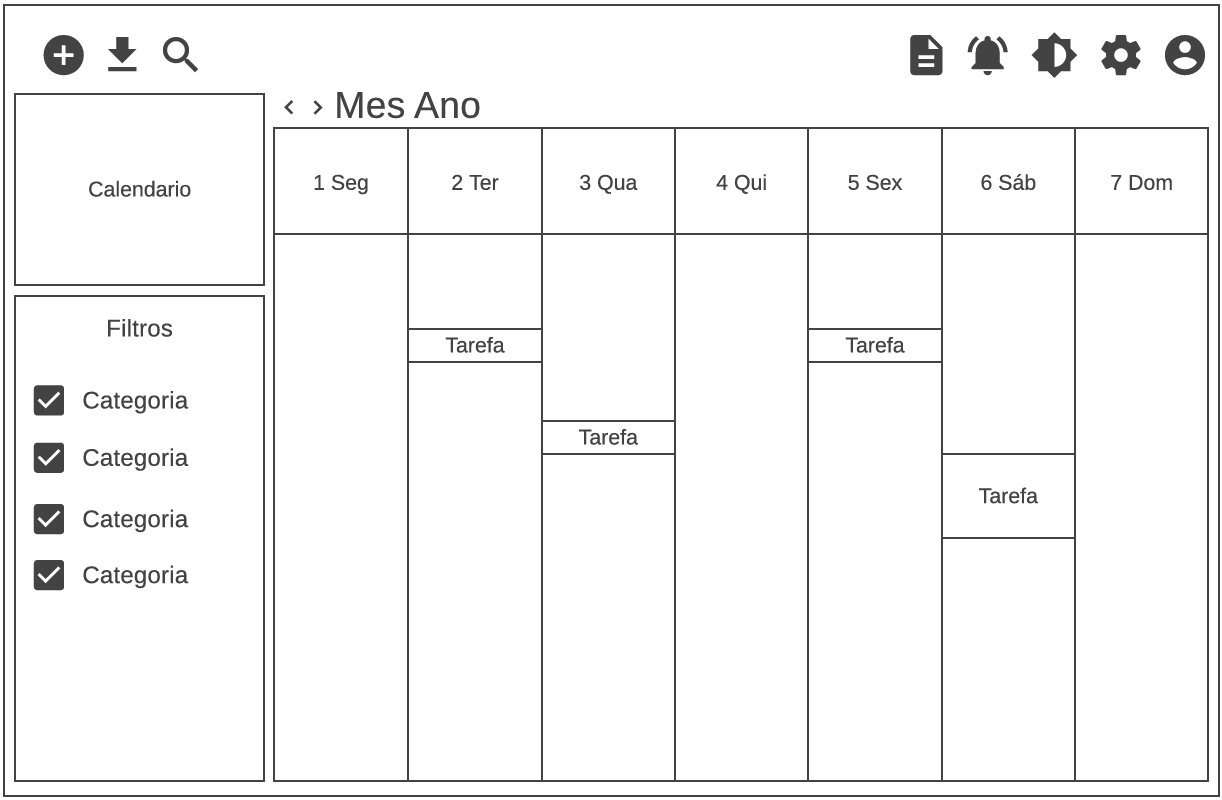 Mes Ano
Calendario
1 Seg
2 Ter
3 Qua
4 Qui
5 Sex
6 Sáb
7 Dom
Filtros
Categoria
Categoria
Categoria
Categoria
Tarefa
Tarefa
Tarefa
Tarefa